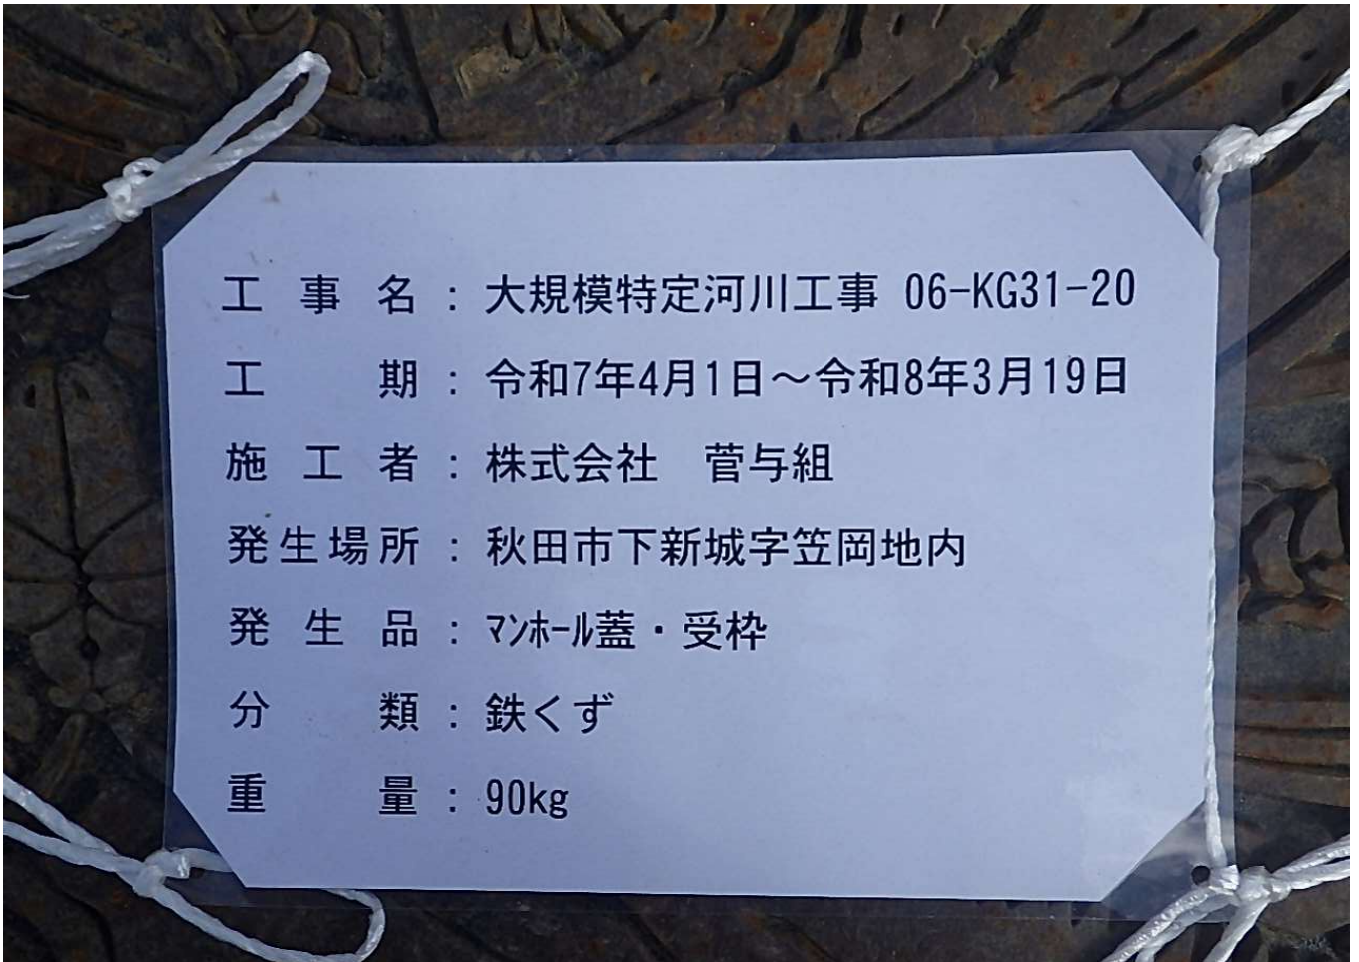 工事名：大規模特定河川工事 06-KG31-20
工期：令和7年4月1日～令和8年3月19日
施工者：株式会社　菅与組
発生場所：秋田市下新城字笠岡地内
発生品：ﾏﾝﾎｰﾙ蓋・受枠
分類：鉄くず
重量：90kg